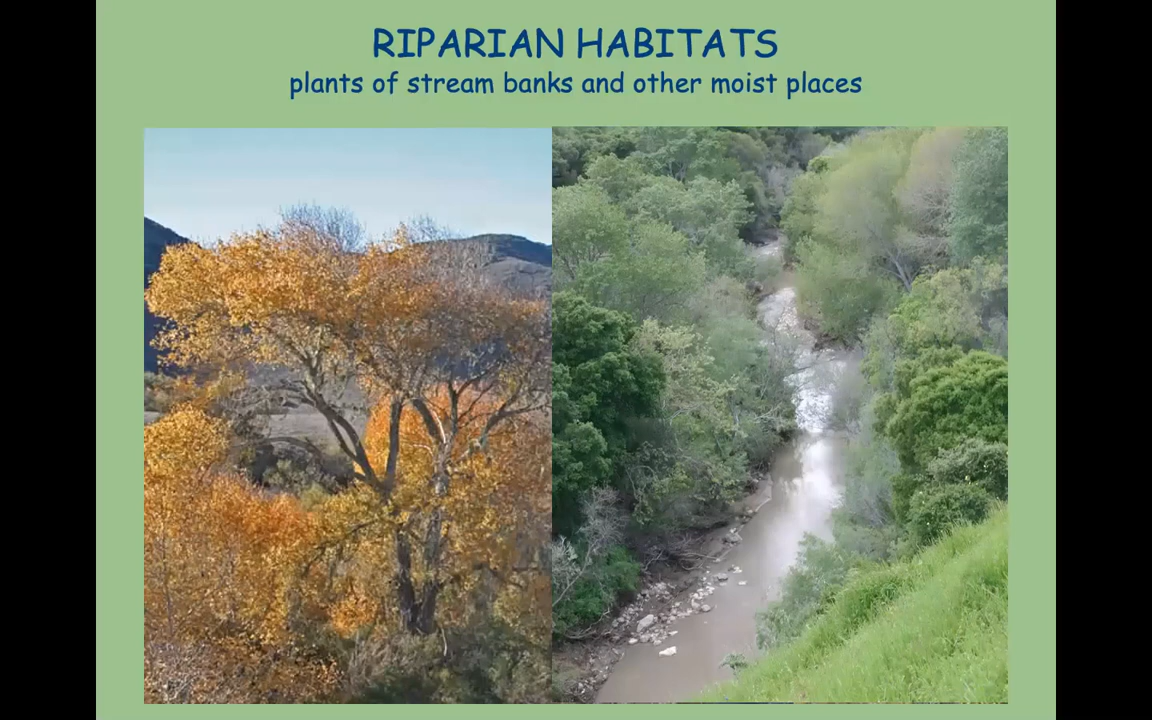 RIPARIAN HABITATS
plants of stream banks and other moist places